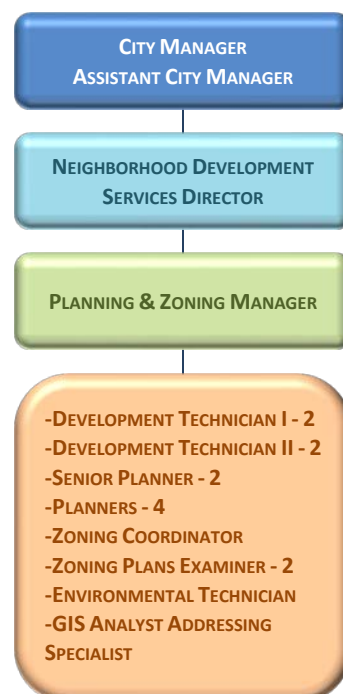 CITY MANAGER
ASSISTANT CITY MANAGER
NEIGHBORHOOD DEVELOPMENT
SERVICES DIRECTOR
PLANNING & ZONING MANAGER
-DEVELOPMENT TECHNICIAN I - 2
-DEVELOPMENT TECHNICIAN II - 2
-SENIOR PLANNER - 2
-PLANNERS - 4
-ZONING COORDINATOR
-ZONING PLANS EXAMINER - 2
-ENVIRONMENTAL TECHNICIAN
-GIS ANALYST ADDRESSING
SPECIALIST